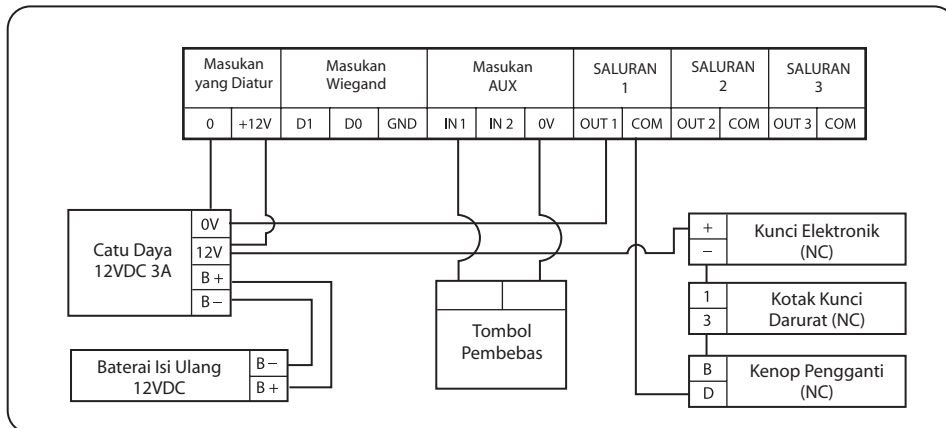 Masukan
yang Diatur
Masukan
Wiegand
Masukan
AUX
SALURAN
1
SALURAN
2
SALURAN
3
0
+12V
D1
D0
GND
IN 1
IN 2
0V
OUT 1
COM
OUT 2
COM
OUT 3
COM
Catu Daya
12VDC 3A
0V
12V
B +
B –
Baterai Isi Ulang
12VDC
B –
B +
Tombol
Pembebas
+
–
Kunci Elektronik
(NC)
1
3
Kotak Kunci
Darurat (NC)
B
D
Kenop Pengganti
(NC)